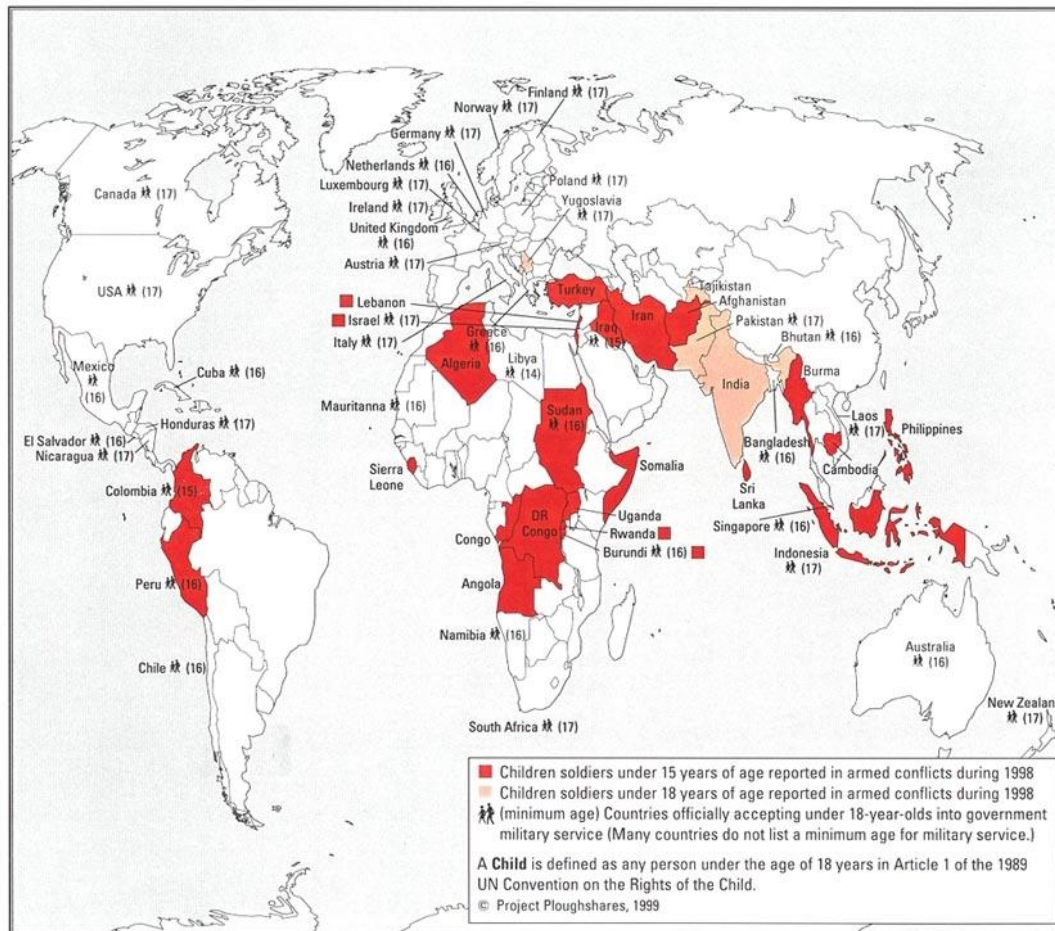 Finland (17)
Norway (17)
Germany (17)
Netherlands (16)
Luxembourg (17)
Ireland (17)
United Kingdom
(16)
Austria (17)
Poland (17)
Yugoslavia
(17)
Canada (17)
USA (17)
Lebanon
Israel (17)
Italy (17)
Greece
(16)
Turkey
Iraq
(15)
Iran
Tajikistan
Afghanistan
Pakistan (17)
Bhutan (16)
Algeria
Libya
(14)
India
Burma
Mexico
(16)
Cuba (16)
Mauritanna (16)
Honduras (17)
El Salvador (16)
Nicaragua (17)
Sudan
(16)
Laos
(17)
Philippines
Bangladesh
(16)
Cambodia
Sierra
Leone
Somalia
Sri
Lanka
Colombia (15)
Singapore (16)
DR
Congo
Uganda
Congo
Rwanda
Burundi (16)
Indonesia
(17)
Peru (16)
Angola
Namibia (16)
Australia
(16)
Chile (16)
New Zealan
(17)
South Africa (17)
Children soldiers under 15 years of age reported in armed conflicts during 1998
Children soldiers under 18 years of age reported in armed conflicts during 1998
(minimum age) Countries officially accepting under 18-year-olds into government
military service (Many countries do not list a minimum age for military service.)
A Child is defined as any person under the age of 18 years in Article 1 of the 1989
UN Convention on the Rights of the Child.
© Project Ploughshares, 1999